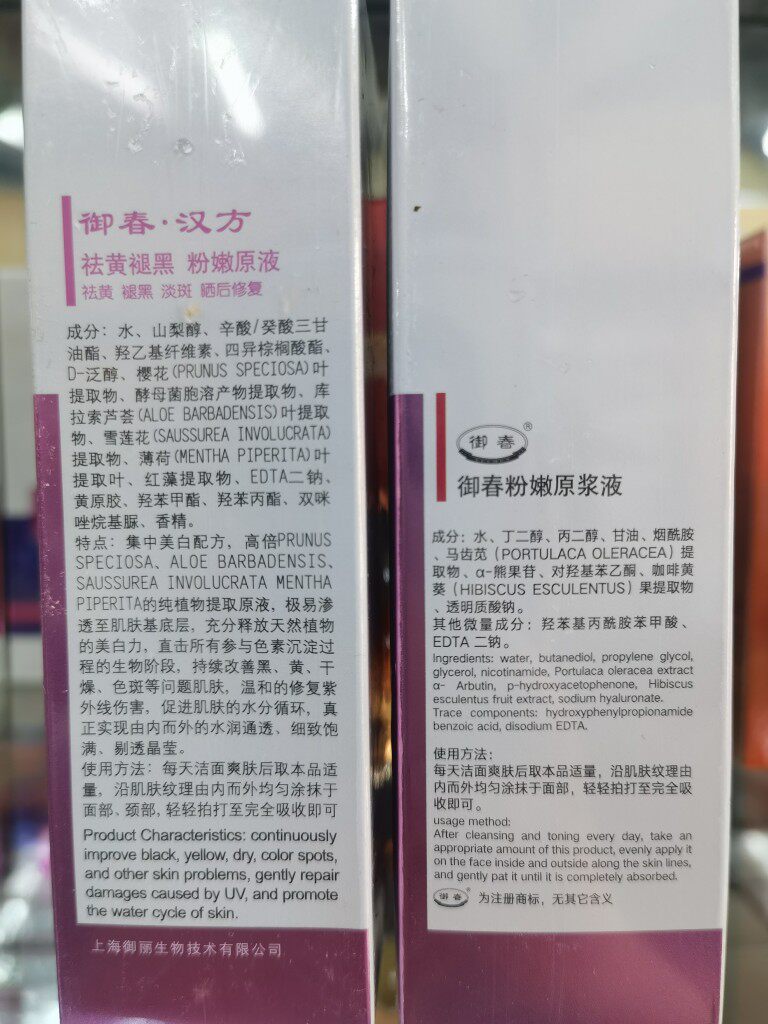 御春·汉方
祛黄褪黑 粉嫩原液
祛黄 褪黑 淡斑 晒后修复
成分：水、山梨醇、辛酸/癸酸三甘
油酯、羟乙基纤维素、四异棕榈酸酯、
D-泛醇、樱花(PRUNUS SPECIOSA)叶
提取物、酵母菌胞溶产物提取物、库
拉索芦荟(ALOE BARBADENSIS)叶提取
物、雪莲花(SAUSSUREA INVOLUCRATA)
提取物、薄荷(MENTHA PIPERITA)叶
提取叶、红藻提取物、EDTA二钠、
黄原胶、羟苯甲酯、羟苯丙酯、双咪
唑烷基脲、香精。
特点：集中美白配方，高倍PRUNUS
SPECIOSA、ALOE BARBADENSIS、
SAUSSUREA INVOLUCRATA MENTHA
PIPERITA的纯植物提取原液，极易渗
透至肌肤基底层，充分释放天然植物
的美白力，直击所有参与色素沉淀过
程的生物阶段，持续改善黑、黄、干
燥、色斑等问题肌肤，温和的修复紫
外线伤害，促进肌肤的水分循环，真
正实现由内而外的水润通透、细致饱
满、剔透晶莹。
使用方法：每天洁面爽肤后取本品适
量，沿肌肤纹理由内而外均匀涂抹于
面部、颈部，轻轻拍打至完全吸收即可
Product Characteristics: continuously
improve black, yellow, dry, color spots,
and other skin problems, gently repair
damages caused by UV, and promote
the water cycle of skin.
上海御丽生物技术有限公司
御春®
御春粉嫩原浆液
成分：水、丁二醇、丙二醇、甘油、烟酰胺
、马齿苋（PORTULACA OLERACEA）提
取物、α-熊果苷、对羟基苯乙酮、咖啡黄
葵（HIBISCUS ESCULENTUS）果提取物
、透明质酸钠。
其他微量成分：羟苯基丙酰胺苯甲酸、
EDTA 二钠。
Ingredients: water, butanediol, propylene glycol,
glycerol, nicotinamide, Portulaca oleracea extract
α- Arbutin, p-hydroxyacetophenone, Hibiscus
esculentus fruit extract, sodium hyaluronate.
Trace components: hydroxyphenylpropionamide
benzoic acid, disodium EDTA.
使用方法：
每天洁面爽肤后取本品适量，沿肌肤纹理由
内而外均匀涂抹于面部，轻轻拍打至完全吸
收即可。
usage method:
After cleansing and toning every day, take an
appropriate amount of this product, evenly apply it
on the face inside and outside along the skin lines,
and gently pat it until it is completely absorbed.
御春 为注册商标，无其它含义